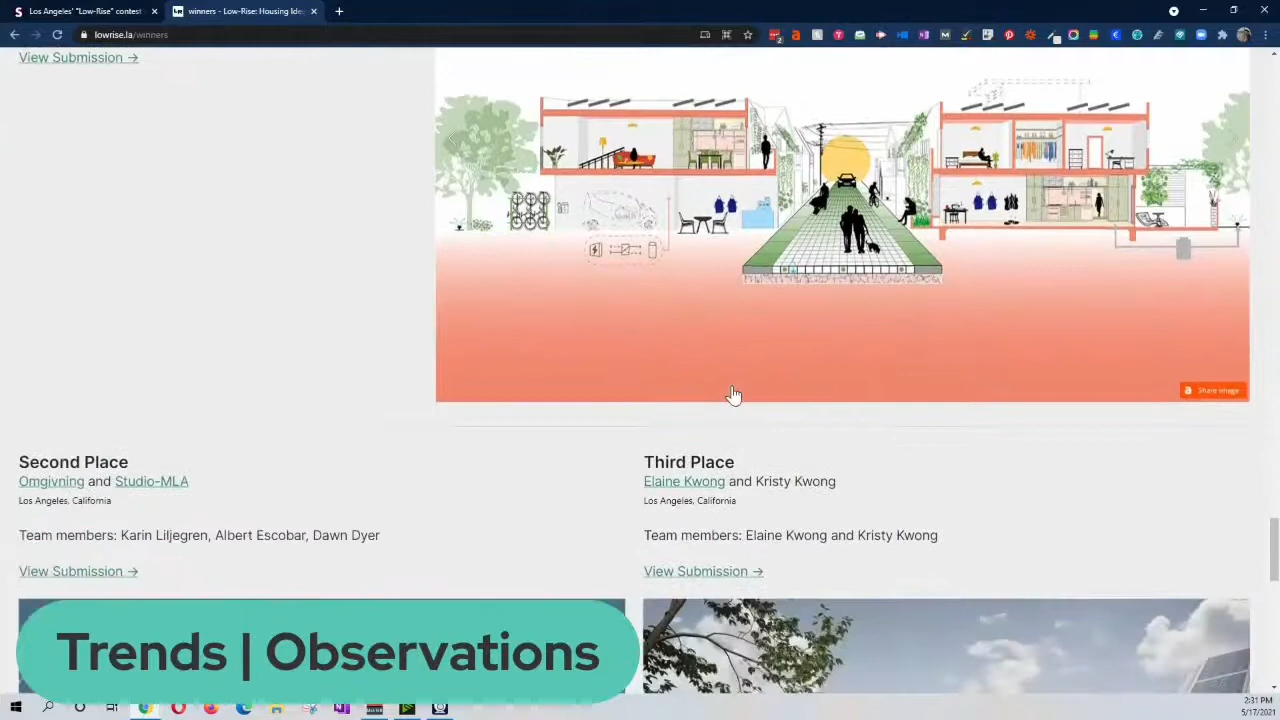 Los Angeles' "Low-Rise" contest
winners - Low-Rise: Housing Ide
lowrise.la/winners
View Submission →
Share Image
Second Place
Omgivning and Studio-MLA
Los Angeles, California
Team members: Karin Liljegren, Albert Escobar, Dawn Dyer
View Submission →
Third Place
Elaine Kwong and Kristy Kwong
Los Angeles, California
Team members: Elaine Kwong and Kristy Kwong
View Submission →
Trends | Observations
2:31 PM
5/17/2021